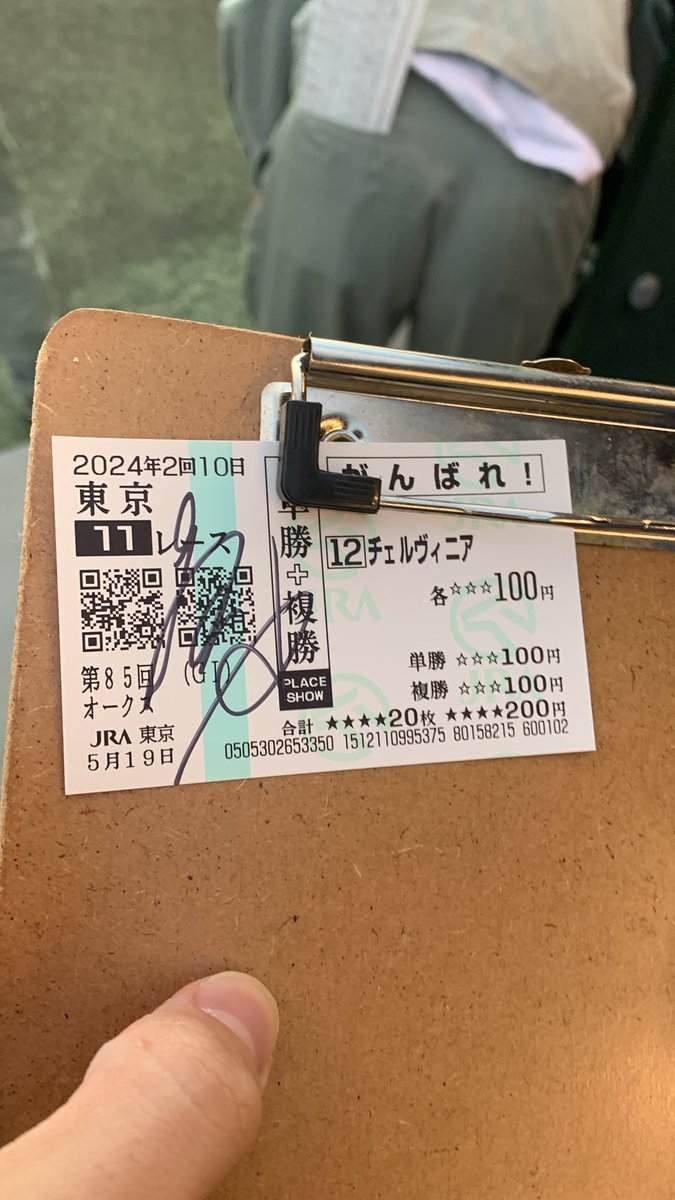 2024年2回10日
東京
11レース
第85回 (GI)
オークス
JRA 東京
5月19日
単勝+複勝
PLACE
SHOW
がんばれ!
12チェルヴィニア
各☆☆☆100円
単勝 ☆☆☆100円
複勝 ☆☆☆100円
合計 ★★★★20枚 ★★★★200円
0505302653350 1512110995375 80158215 600102